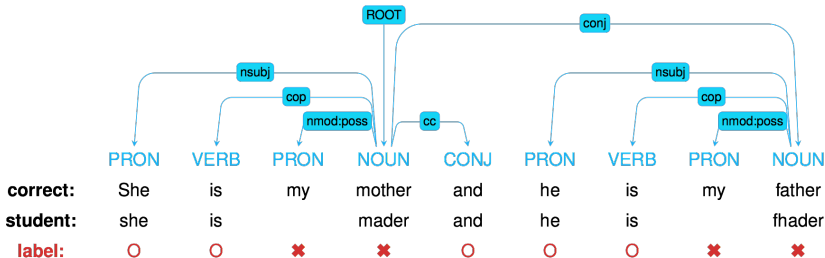 ROOT
conj
nsubj nsubj
cop cop
nmod:poss cc nmod:poss
PRON VERB PRON NOUN CONJ PRON VERB PRON NOUN
correct: She is my mother and he is my father
student: she is mader and he is fhader
label: O O ✖ ✖ O O O ✖ ✖